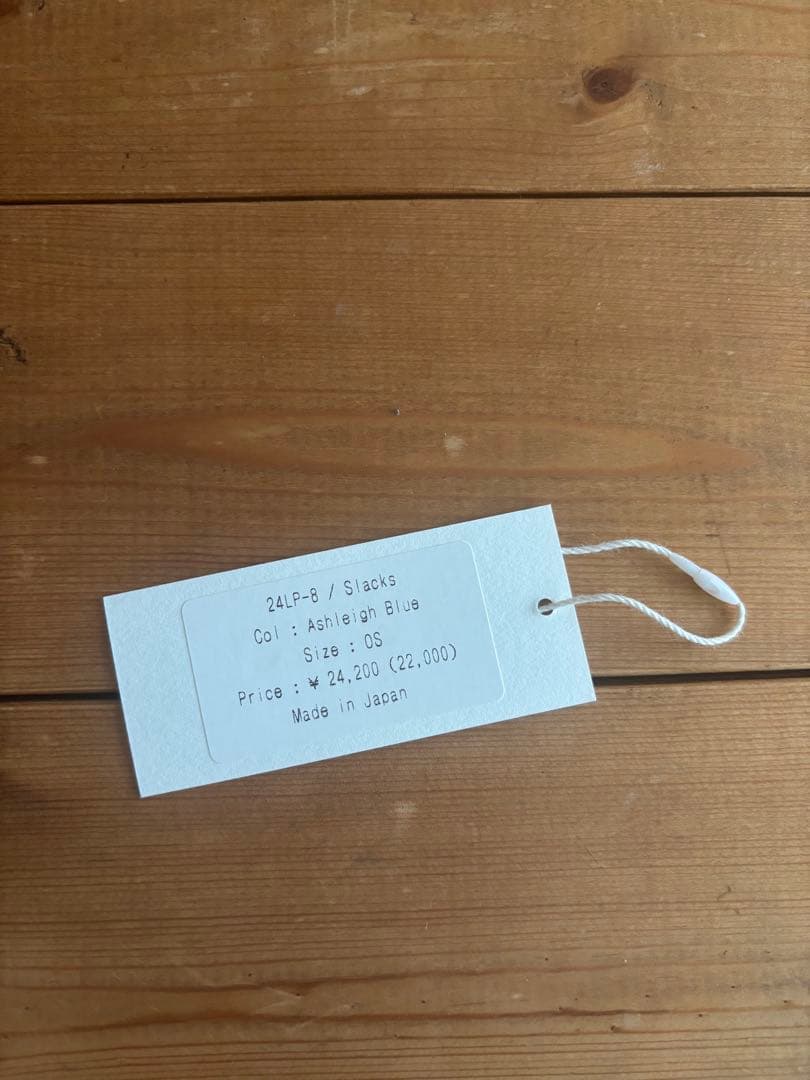 24LP-8 / Slacks
Col : Ashleigh Blue
Size : OS
Price : ¥ 24,200 (22,000)
Made in Japan